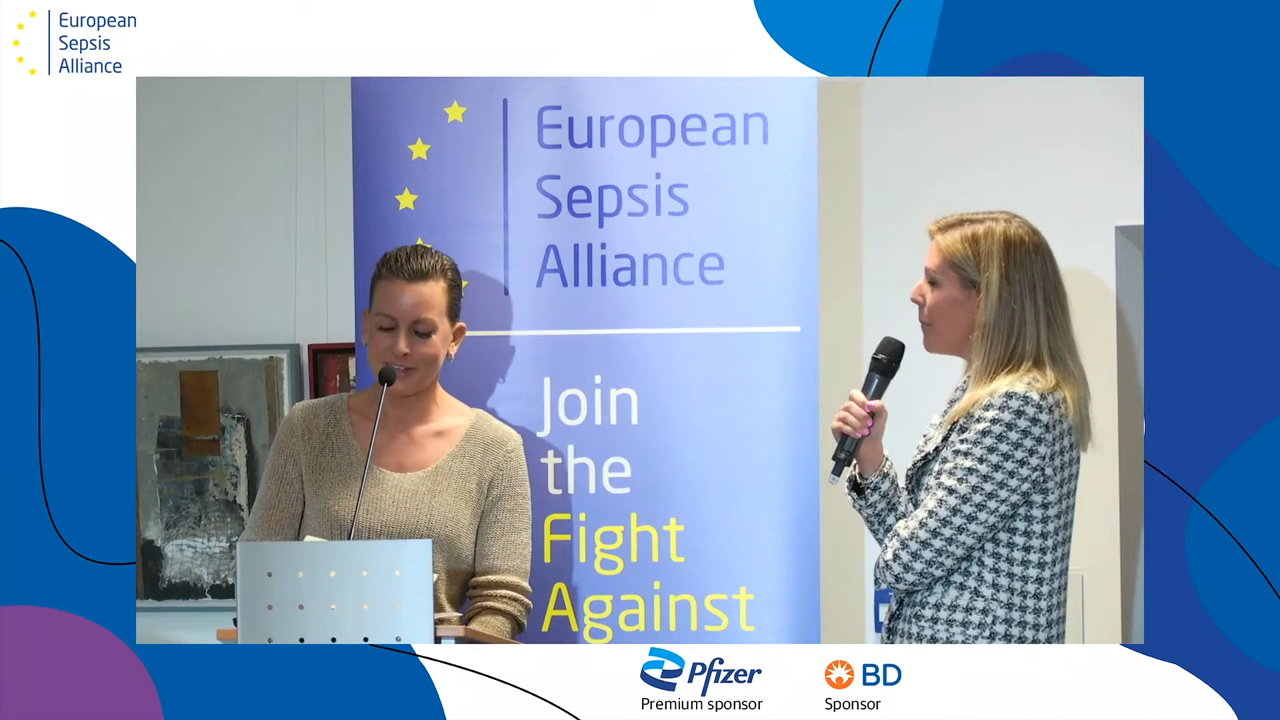 European
Sepsis
Alliance
European
Sepsis
Alliance
Join
the
Fight
Against
Pfizer
Premium sponsor
BD
Sponsor